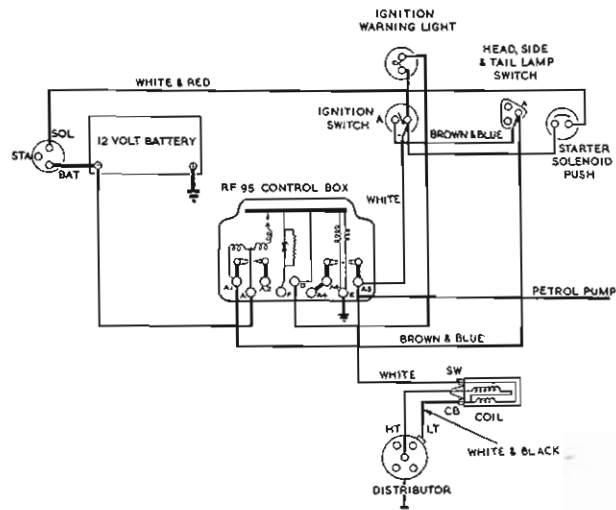 IGNITION
WARNING LIGHT
HEAD, SIDE
& TAIL LAMP
SWITCH
WHITE & RED
IGNITION
SWITCH
A
A
BROWN & BLUE
STARTER
SOLENOID
PUSH
SOL
STA
BAT
12 VOLT BATTERY
RF 95 CONTROL BOX
WHITE
A1
A
A2
F
D
A4
E
A3
PETROL PUMP
BROWN & BLUE
WHITE
SW
CB
COIL
HT
LT
WHITE & BLACK
DISTRIBUTOR